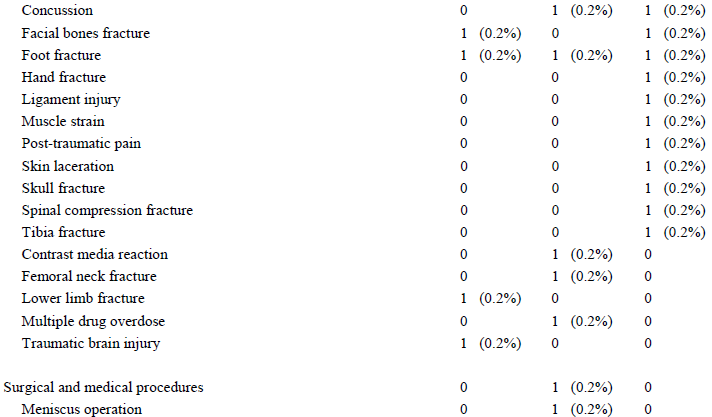 Concussion 0 1 (0.2%) 1 (0.2%)
Facial bones fracture 1 (0.2%) 0 1 (0.2%)
Foot fracture 1 (0.2%) 1 (0.2%) 1 (0.2%)
Hand fracture 0 0 1 (0.2%)
Ligament injury 0 0 1 (0.2%)
Muscle strain 0 0 1 (0.2%)
Post-traumatic pain 0 0 1 (0.2%)
Skin laceration 0 0 1 (0.2%)
Skull fracture 0 0 1 (0.2%)
Spinal compression fracture 0 0 1 (0.2%)
Tibia fracture 0 0 1 (0.2%)
Contrast media reaction 0 1 (0.2%) 0
Femoral neck fracture 0 1 (0.2%) 0
Lower limb fracture 1 (0.2%) 0 0
Multiple drug overdose 0 1 (0.2%) 0
Traumatic brain injury 1 (0.2%) 0 0
Surgical and medical procedures 0 1 (0.2%) 0
Meniscus operation 0 1 (0.2%) 0